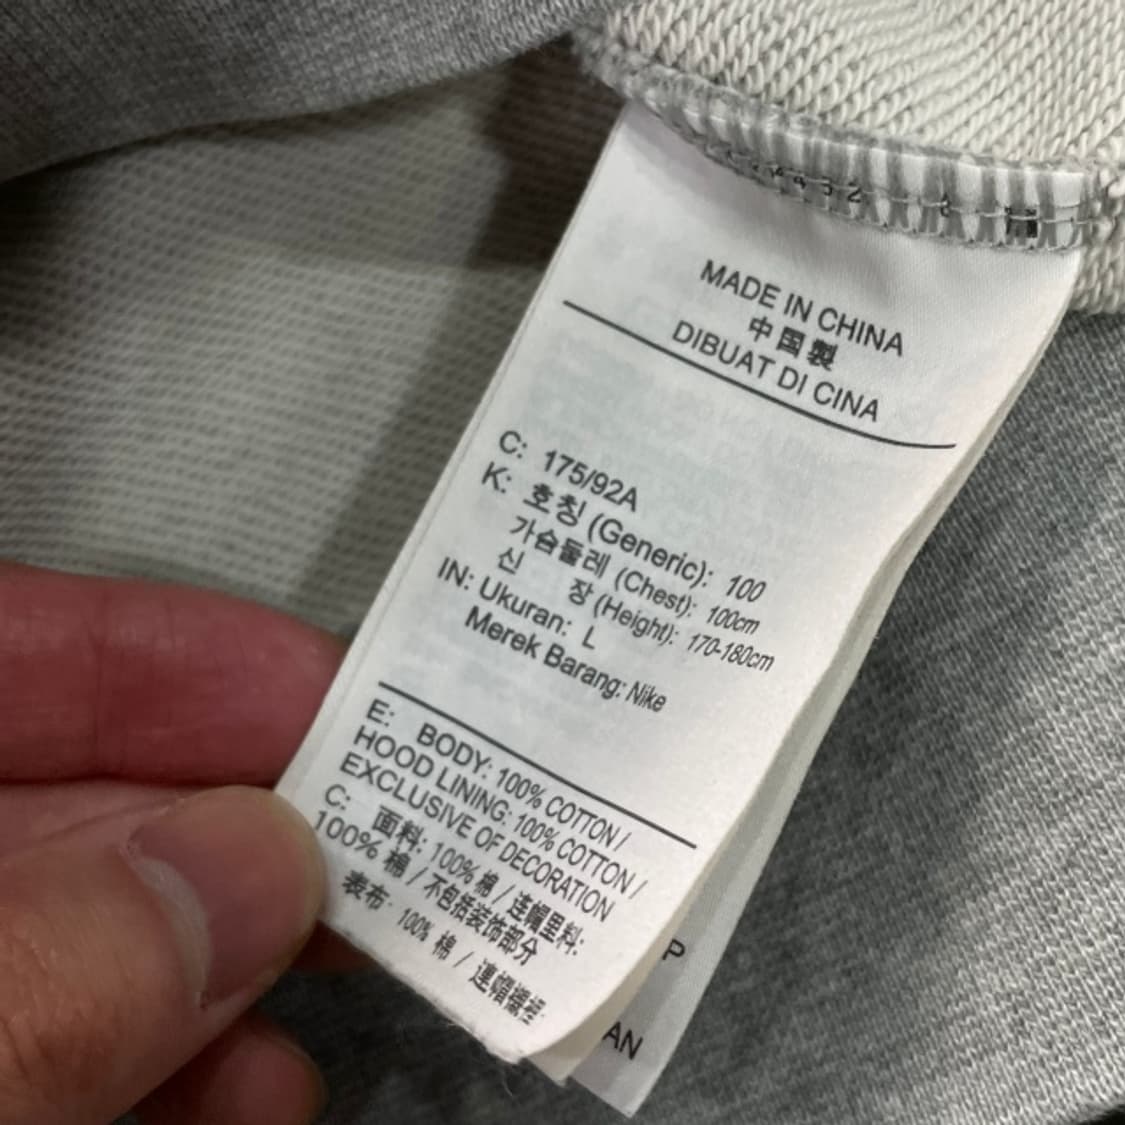 MADE IN CHINA
中国製
DIBUAT DI CINA
C: 175/92A
K: 호칭 (Generic): 100
가슴둘레 (Chest): 100cm
신 장 (Height): 170-180cm
IN: Ukuran: L
Merek Barang: Nike
E: BODY: 100% COTTON /
HOOD LINING: 100% COTTON /
EXCLUSIVE OF DECORATION
C: 面料: 100% 棉 / 连帽里料:
100% 棉 / 不包括装饰部分
表布: 100% 棉 / 連帽襯裡:
P
AN